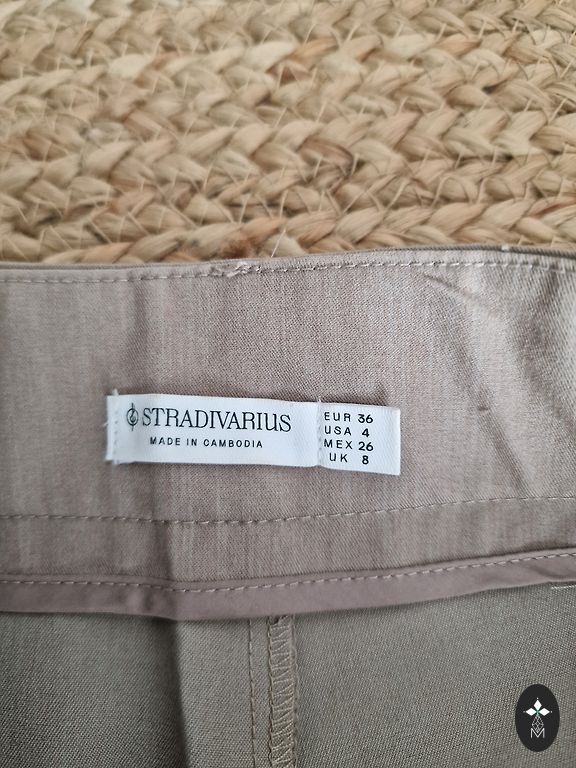 STRADIVARIUS
MADE IN CAMBODIA
EUR 36
USA 4
MEX 26
UK 8
M